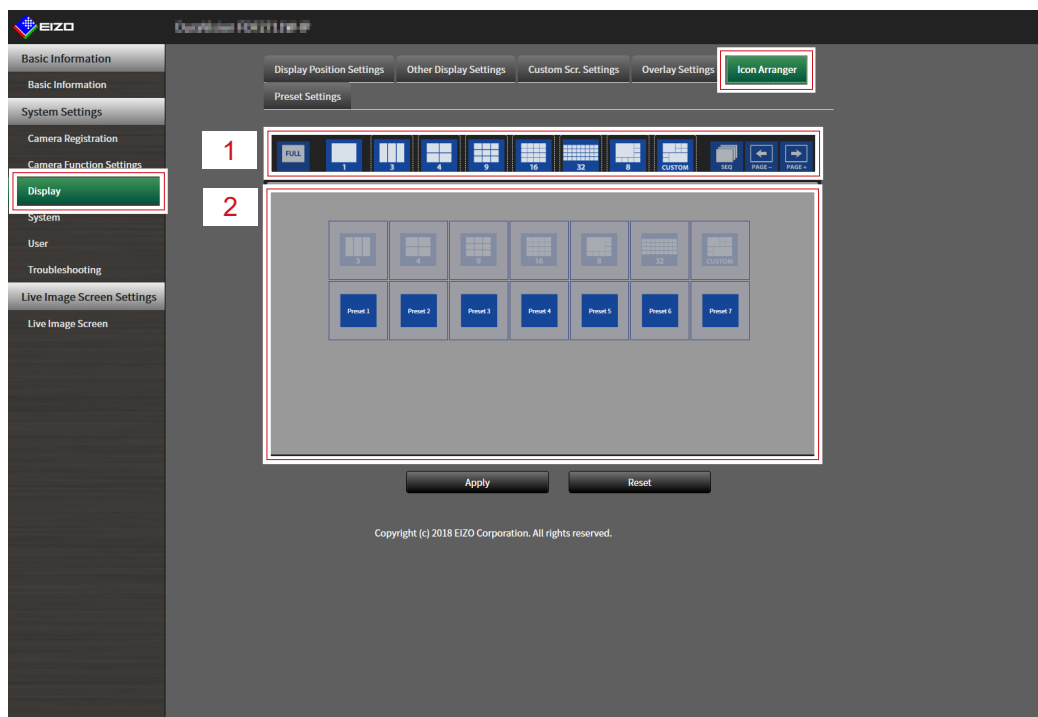 EIZO
Basic Information
Basic Information
System Settings
Camera Registration
Camera Function Settings
Display
System
User
Troubleshooting
Live Image Screen Settings
Live Image Screen
Display Position Settings Other Display Settings Custom Scr. Settings Overlay Settings Icon Arranger
Preset Settings
1
FULL 1 3 4 9 16 32 8 CUSTOM SEQ PAGE - PAGE +
2
3 4 9 16 8 32 CUSTOM
Preset 1 Preset 2 Preset 3 Preset 4 Preset 5 Preset 6 Preset 7
Apply Reset
Copyright (c) 2018 EIZO Corporation. All rights reserved.